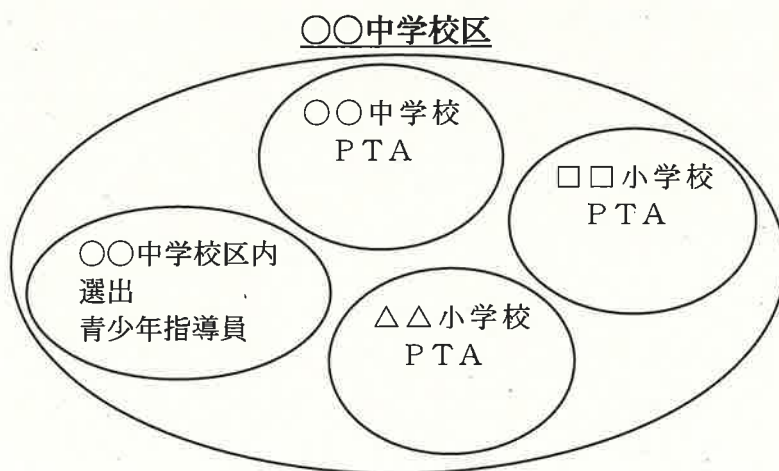 ○○中学校区
○○中学校
PTA
□□小学校
PTA
○○中学校区内
選出
青少年指導員
△△小学校
PTA